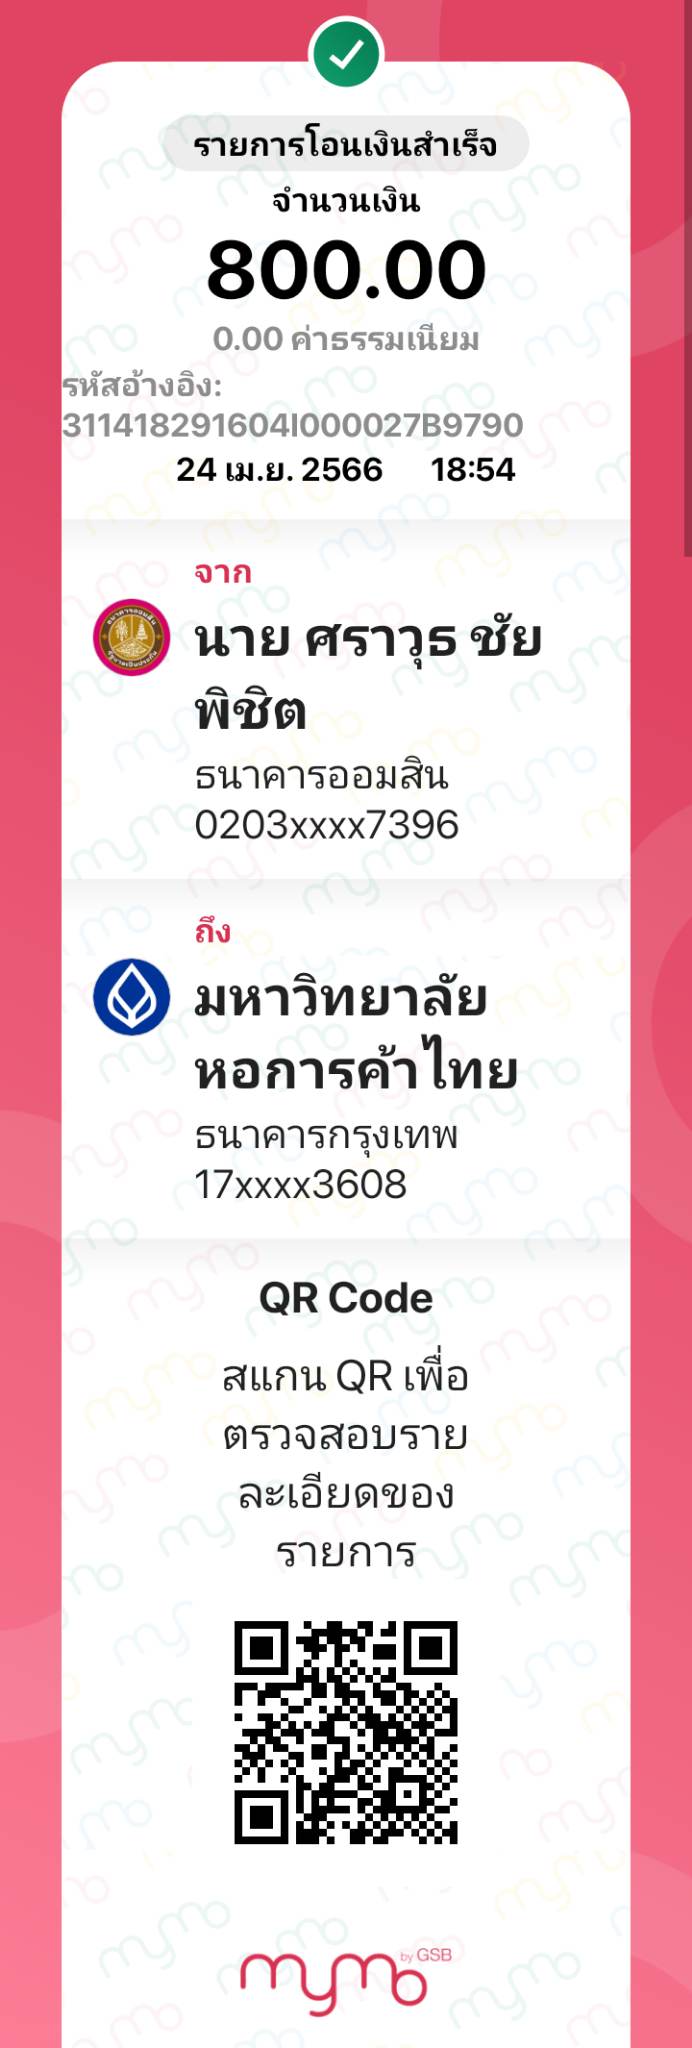 รายการโอนเงินสำเร็จ
จำนวนเงิน
800.00
0.00 ค่าธรรมเนียม
รหัสอ้างอิง:
311418291604I000027B9790
24 เม.ย. 2566 18:54
จาก
นาย ศราวุธ ชัย
พิชิต
ธนาคารออมสิน
0203xxxx7396
ถึง
มหาวิทยาลัย
หอการค้าไทย
ธนาคารกรุงเทพ
17xxxx3608
QR Code
สแกน QR เพื่อ
ตรวจสอบราย
ละเอียดของ
รายการ
mymo by GSB